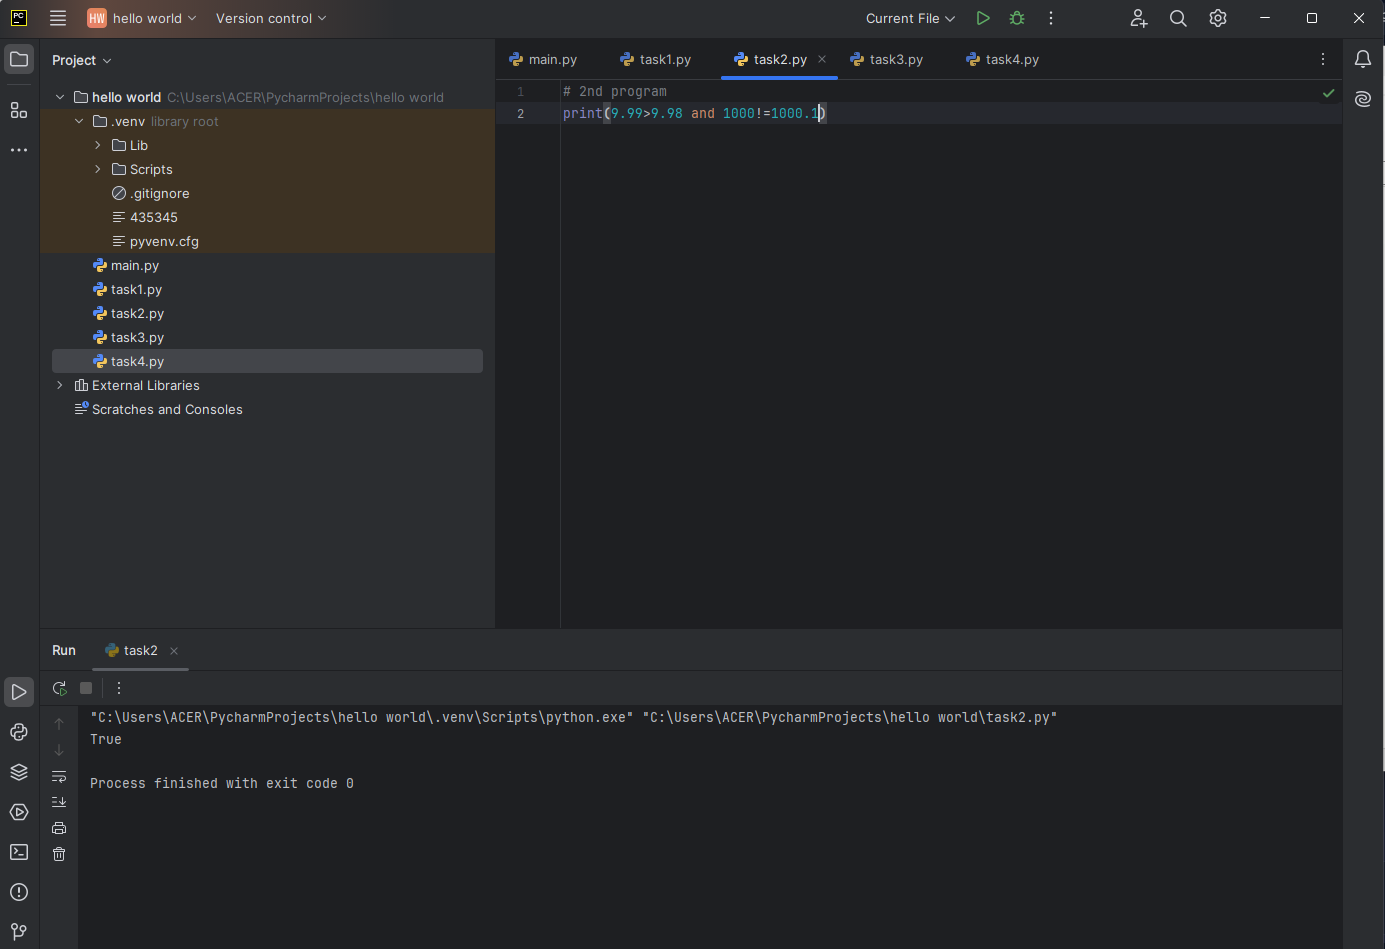 PC
HW hello world Version control Current File
Project
main.py task1.py task2.py task3.py task4.py
hello world C:\Users\ACER\PycharmProjects\hello world
.venv library root
Lib
Scripts
.gitignore
435345
pyvenv.cfg
main.py
task1.py
task2.py
task3.py
task4.py
External Libraries
Scratches and Consoles
1 # 2nd program
2 print(9.99>9.98 and 1000!=1000.1)
Run task2
"C:\Users\ACER\PycharmProjects\hello world\.venv\Scripts\python.exe" "C:\Users\ACER\PycharmProjects\hello world\task2.py"
True
Process finished with exit code 0